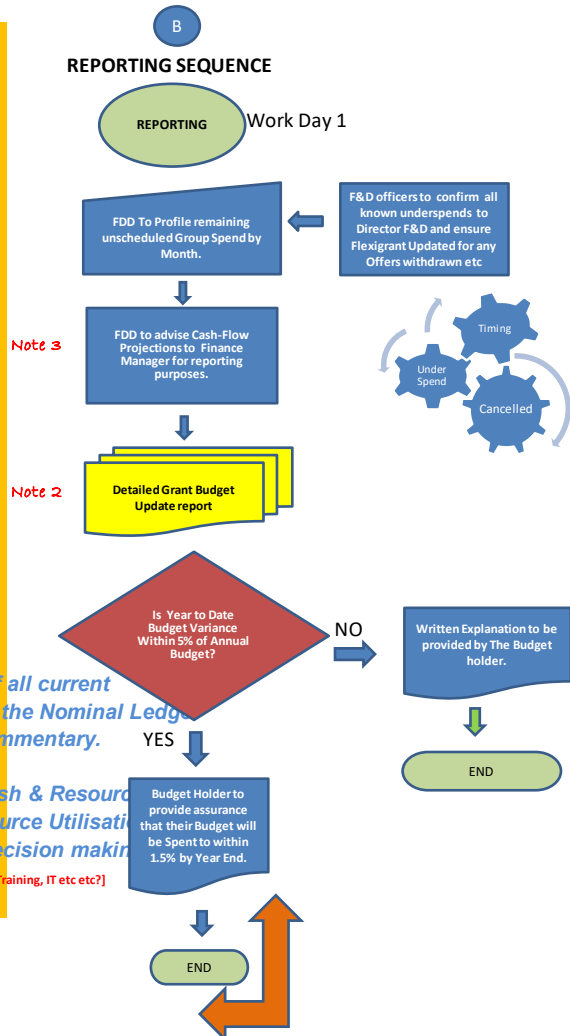 B
REPORTING SEQUENCE
REPORTING
Work Day 1
FDD To Profile remaining
unscheduled Group Spend by
Month.
F&D officers to confirm all
known underspends to
Director F&D and ensure
Flexigrant Updated for any
Offers withdrawn etc
Note 3
FDD to advise Cash-Flow
Projections to Finance
Manager for reporting
purposes.
Timing
Under
Spend
Cancelled
Note 2
Detailed Grant Budget
Update report
Is Year to Date
Budget Variance
Within 5% of Annual
Budget?
NO
Written Explanation to be
provided by The Budget
holder.
all current
the Nominal
YES
END
Budget Holder to
provide assurance
that their Budget will
be Spent to within
1.5% by Year End.
sh & Resour
urce Utilisati
ecision makin
Training, IT etc etc?]
END